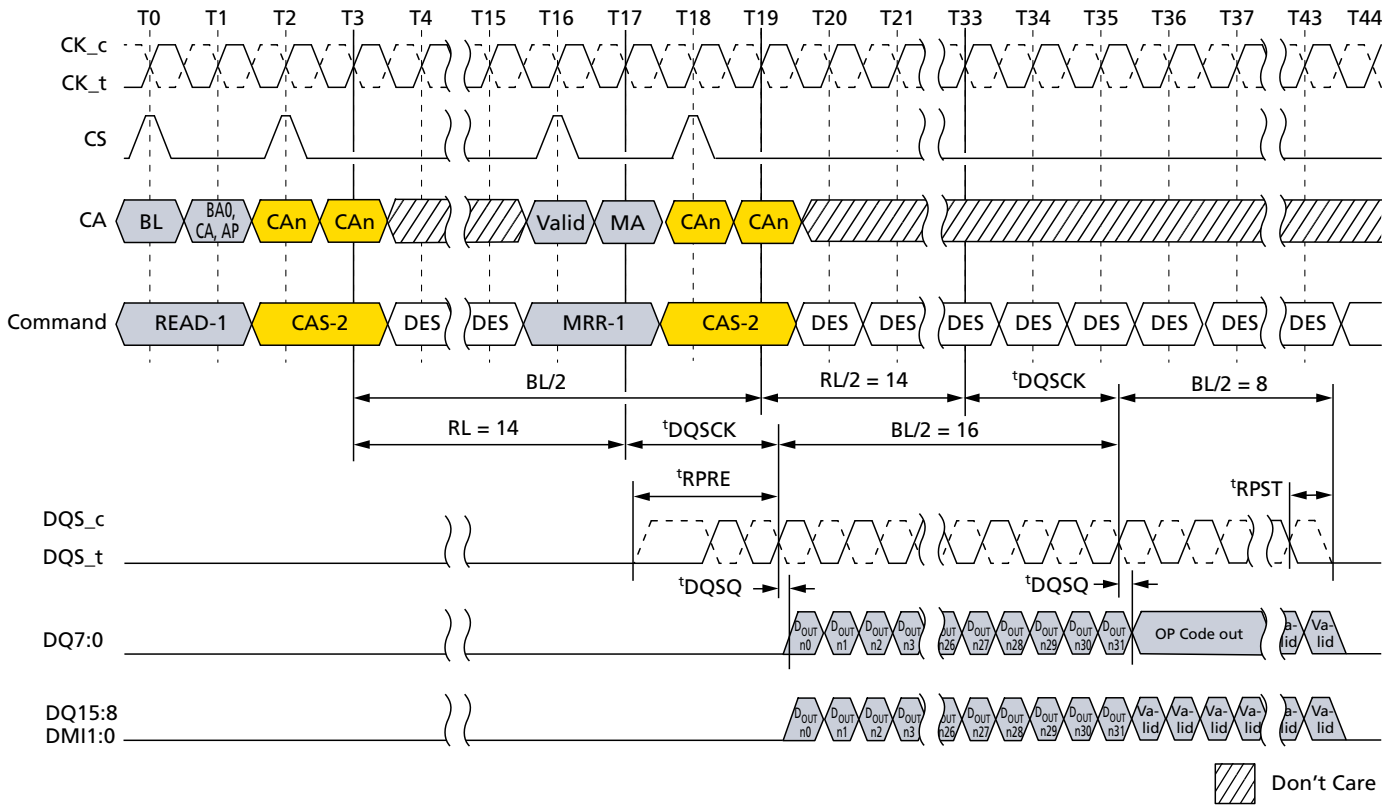 T0 T1 T2 T3 T4 T15 T16 T17 T18 T19 T20 T21 T33 T34 T35 T36 T37 T43 T44
CK_c
CK_t
CS
CA BL BA0, CA, AP CAn CAn Valid MA CAn CAn
Command READ-1 CAS-2 DES DES MRR-1 CAS-2 DES DES DES DES DES DES DES DES
BL/2 RL/2 = 14 tDQSCK BL/2 = 8
RL = 14 tDQSCK BL/2 = 16
tRPRE tRPST
DQS_c
DQS_t
tDQSQ tDQSQ
DQ7:0 DOUT n0 DOUT n1 DOUT n2 DOUT n3 OUT n26 DOUT n27 DOUT n28 DOUT n29 DOUT n30 DOUT n31 OP Code out a-lid Va-lid
DQ15:8
DMI1:0 DOUT n0 DOUT n1 DOUT n2 DOUT n3 OUT n26 DOUT n27 DOUT n28 DOUT n29 DOUT n30 DOUT n31 Va-lid Va-lid Va-lid Va-lid a-lid Va-lid
Don't Care